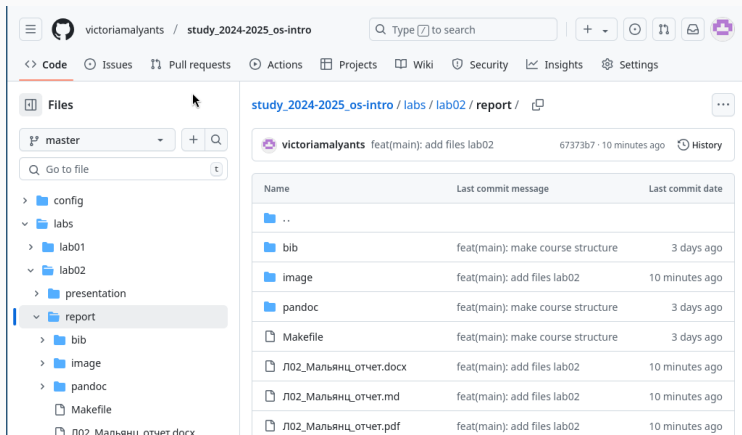 victoriamalyants / study_2024-2025_os-intro
Type / to search
Code Issues Pull requests Actions Projects Wiki Security Insights Settings
Files
master
Go to file
t
config
labs
lab01
lab02
presentation
report
bib
image
pandoc
Makefile
Л02_Мальянц_отчет.docx
study_2024-2025_os-intro / labs / lab02 / report /
victoriamalyants feat(main): add files lab02 67373b7 · 10 minutes ago History
Name Last commit message Last commit date
..
bib feat(main): make course structure 3 days ago
image feat(main): add files lab02 10 minutes ago
pandoc feat(main): make course structure 3 days ago
Makefile feat(main): make course structure 3 days ago
Л02_Мальянц_отчет.docx feat(main): add files lab02 10 minutes ago
Л02_Мальянц_отчет.md feat(main): add files lab02 10 minutes ago
Л02_Мальянц_отчет.pdf feat(main): add files lab02 10 minutes ago